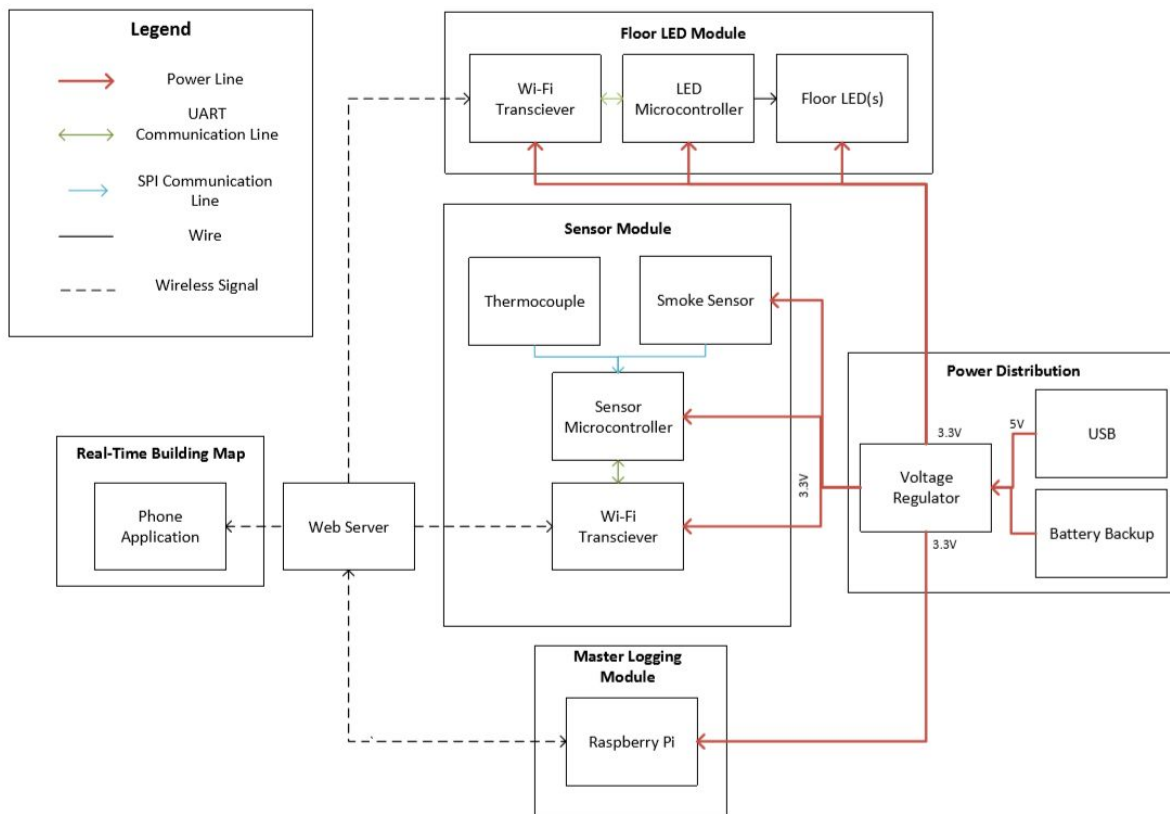 Legend
Power Line
UART
Communication Line
SPI Communication
Line
Wire
Wireless Signal
Floor LED Module
Wi-Fi
Transciever
LED
Microcontroller
Floor LED(s)
Sensor Module
Thermocouple
Smoke Sensor
Sensor
Microcontroller
Wi-Fi
Transciever
3.3V
Power Distribution
3.3V
5V
USB
Voltage
Regulator
Battery Backup
3.3V
Real-Time Building Map
Phone
Application
Web Server
Master Logging
Module
Raspberry Pi